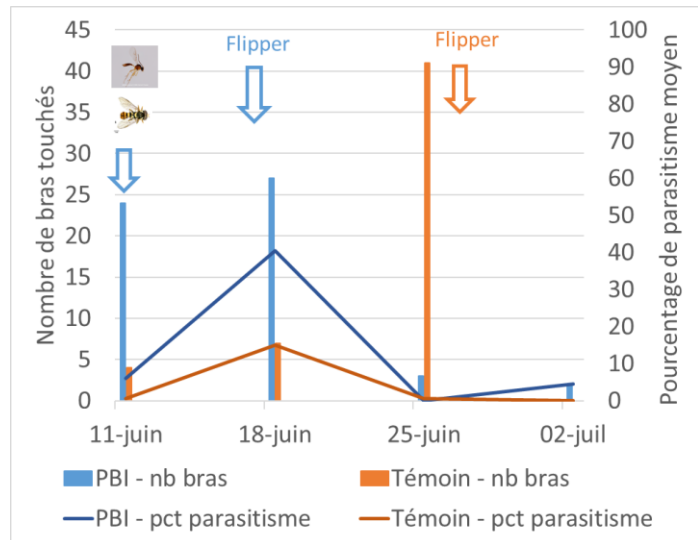 Flipper
Flipper
Nombre de bras touchés
45
40
35
30
25
20
15
10
5
0
100
90
80
70
60
50
40
30
20
10
0
Pourcentage de parasitisme moyen
11-juin
18-juin
25-juin
02-juil
PBI - nb bras
Témoin - nb bras
PBI - pct parasitisme
Témoin - pct parasitisme